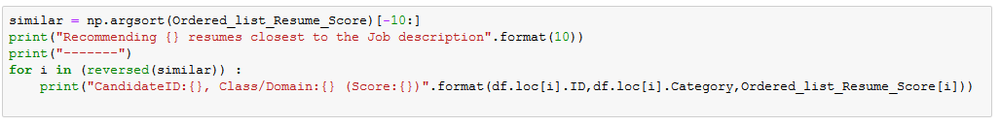 similar = np.argsort(Ordered_list_Resume_Score)[-10:]
print("Recommending {} resumes closest to the Job description".format(10))
print("-------")
for i in (reversed(similar)) :
    print("CandidateID:{}, Class/Domain:{} (Score:{})".format(df.loc[i].ID,df.loc[i].Category,Ordered_list_Resume_Score[i]))